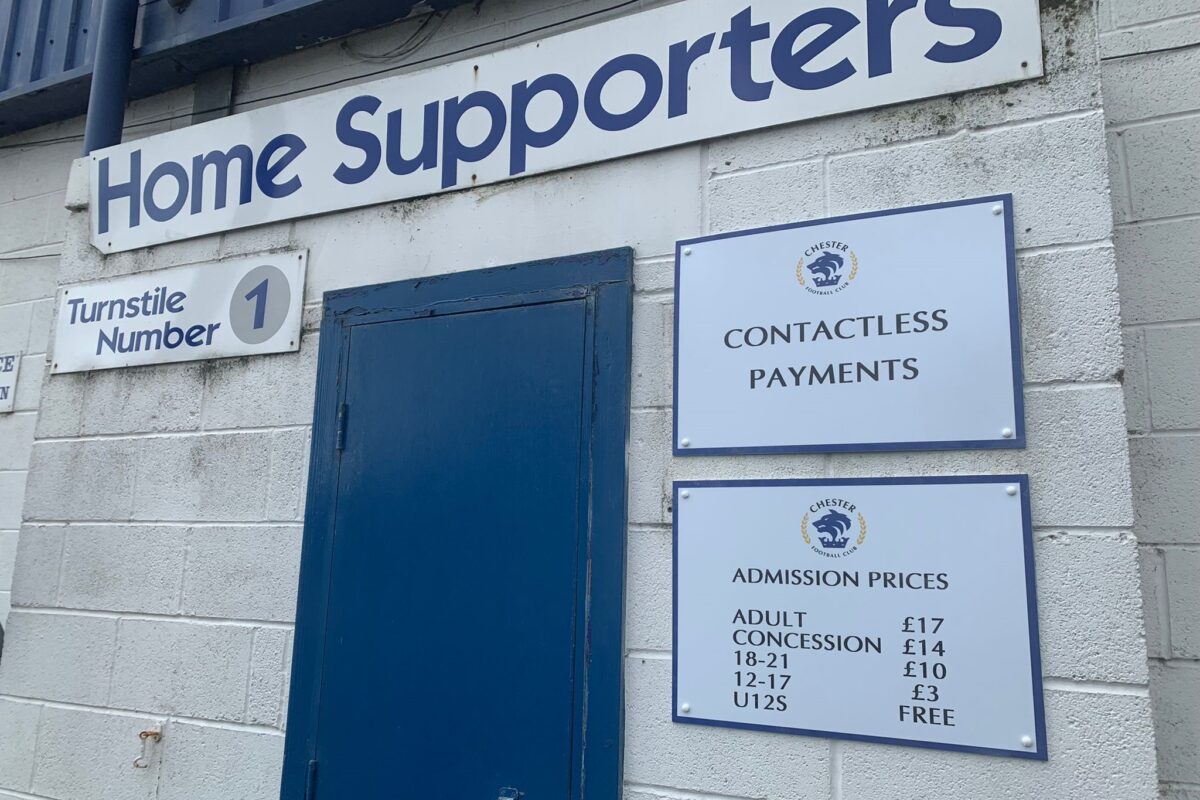 Home Supporters
Turnstile
Number 1
CE
N
CHESTER
FOOTBALL CLUB
CONTACTLESS
PAYMENTS
CHESTER
FOOTBALL CLUB
ADMISSION PRICES
ADULT £17
CONCESSION £14
18-21 £10
12-17 £3
U12S FREE